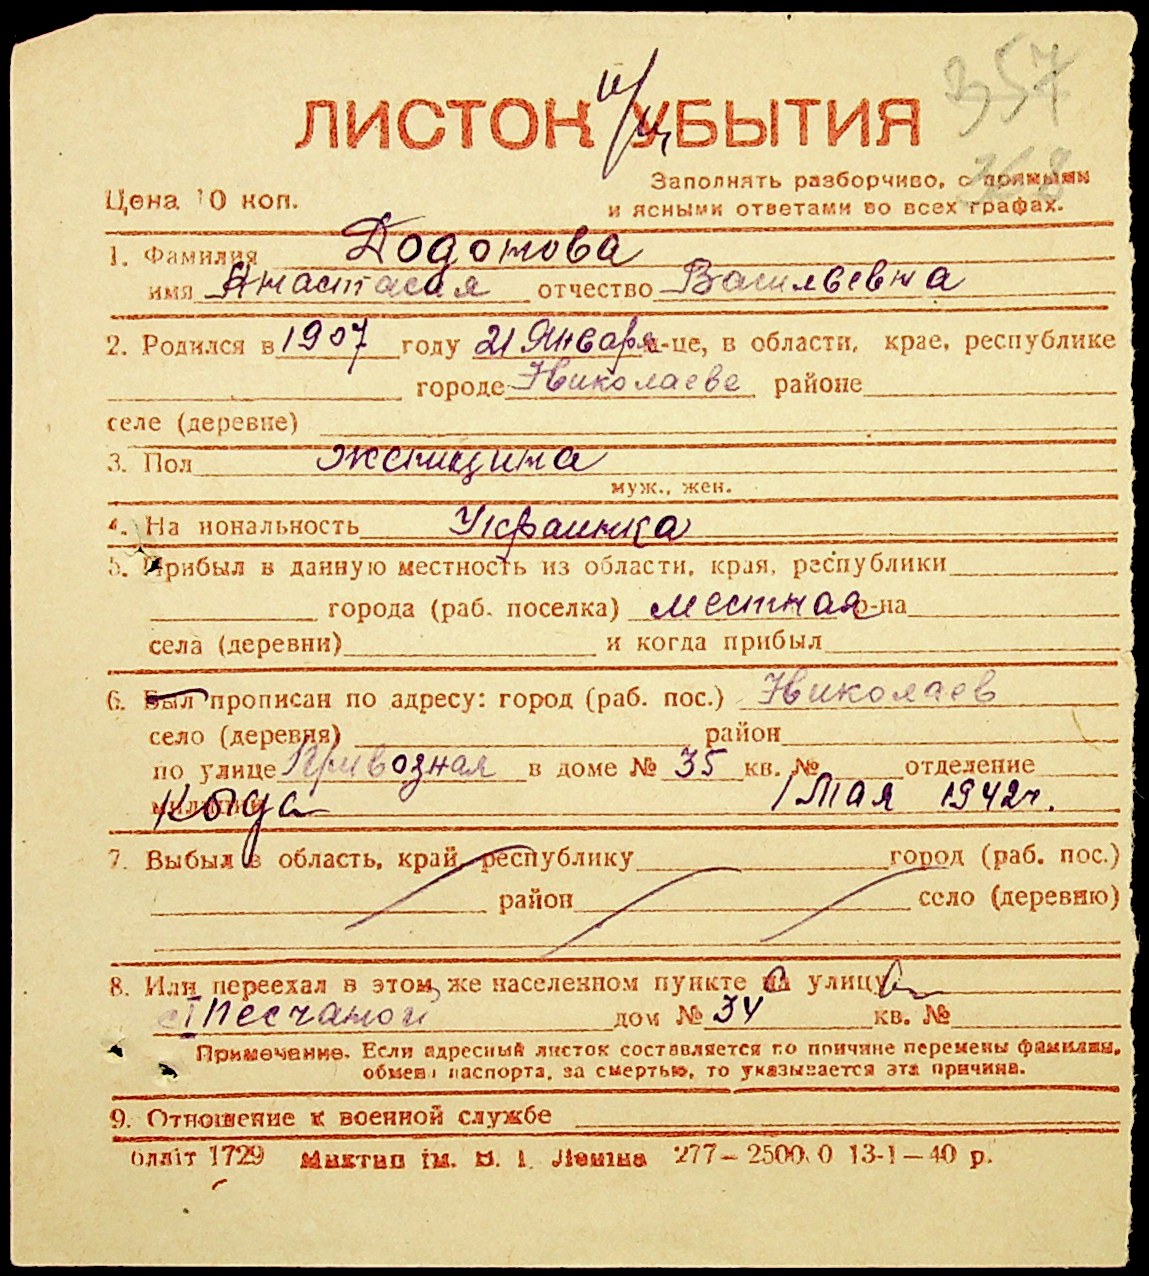 357
ЛИСТОК УБЫТИЯ
Цена 10 коп.
Заполнять разборчиво, с прямыми
и ясными ответами во всех графах.
1. Фамилия Додонова
имя Анастасия отчество Васильевна
2. Родился в 1907 году 21 Января м-це, в области, крае, республике
городе Николаеве районе
селе (деревне)
3. Пол женщина
муж., жен.
4. Национальность Украинка
5. Прибыл в данную местность из области, края, республики
города (раб. поселка) местная р-на
села (деревни) и когда прибыл
6. Был прописан по адресу: город (раб. пос.) Николаев
село (деревня) район
по улице Привозная в доме № 35 кв. № отделение
милиции Когда 1 Мая 1942г.
7. Выбыл в область, край, республику город (раб. пос.)
район село (деревню)
8. Или переехал в этом же населенном пункте на улицу с
Песчаной дом № 34 кв. №
Примечание. Если адресный листок составляется по причине перемены фамилии,
обмена паспорта, за смертью, то указывается эта причина.
9. Отношение к военной службе
оллiт 1729 Миктип iм. В. І. Ленiна 277—2500.0 13-1—40 р.